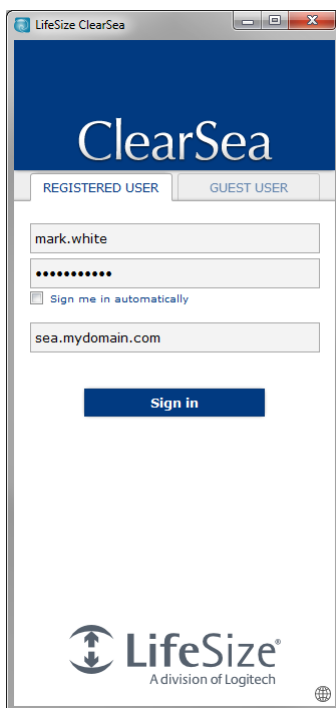 LifeSize ClearSea
ClearSea
REGISTERED USER GUEST USER
mark.white
•••••••••••
Sign me in automatically
sea.mydomain.com
Sign in
LifeSize®
A division of Logitech